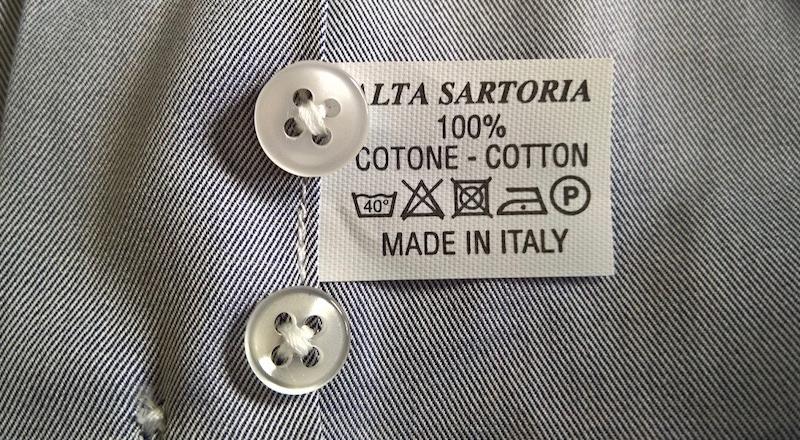 ALTA SARTORIA
100%
COTONE - COTTON
40° P
MADE IN ITALY